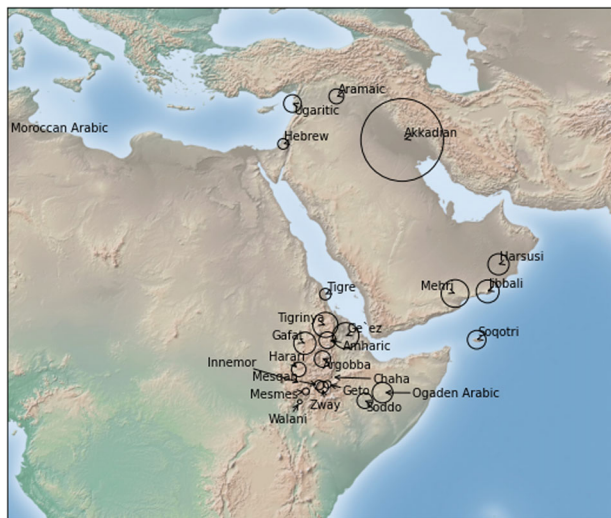 Aramaic
Ugaritic
Moroccan Arabic
Akkadian
Hebrew
Harsusi
Mehri
Jibbali
Tigre
Tigrinya
Ge`ez
Gafat
Amharic
Soqotri
Harari
Argobba
Innemor
Mesqan
Chaha
Mesmes
Geto
Ogaden Arabic
Zway
Soddo
Walani